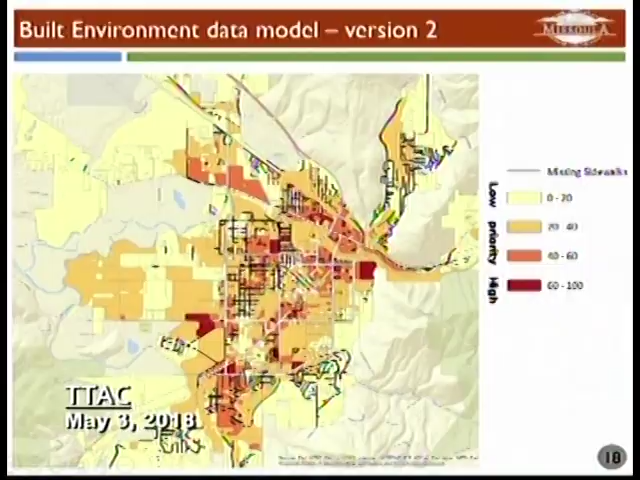 Built Environment data model – version 2
MISSOULA
Missing Sidewalks
Low priority High
0 - 20
20 - 40
40 - 60
60 - 100
TTAC
May 3, 2018
18